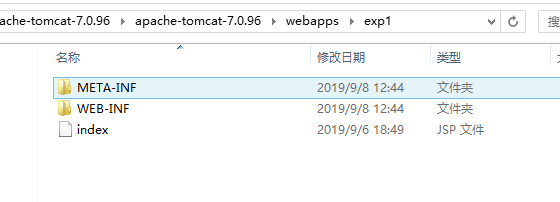 ache-tomcat-7.0.96 › apache-tomcat-7.0.96 › webapps › exp1
名称 修改日期 类型
META-INF 2019/9/8 12:44 文件夹
WEB-INF 2019/9/8 12:44 文件夹
index 2019/9/6 18:49 JSP 文件